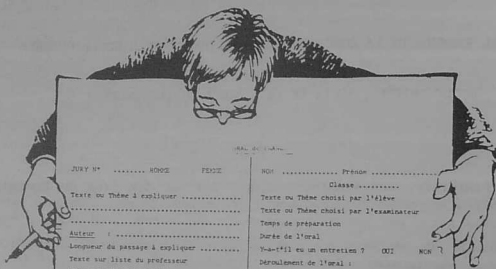 JURY N° ........ HOMME FEMME
Texte ou Thème à expliquer ..........
Auteur :
Longueur du passage à expliquer ........
Texte sur liste du professeur
NOM .............. Prénom ..............
Classe .........
Texte ou Thème choisi par l'élève
Texte ou Thème choisi par l'examinateur
Temps de préparation
Durée de l'oral
Y-a-t'il eu un entretien ? OUI NON
Déroulement de l'oral :